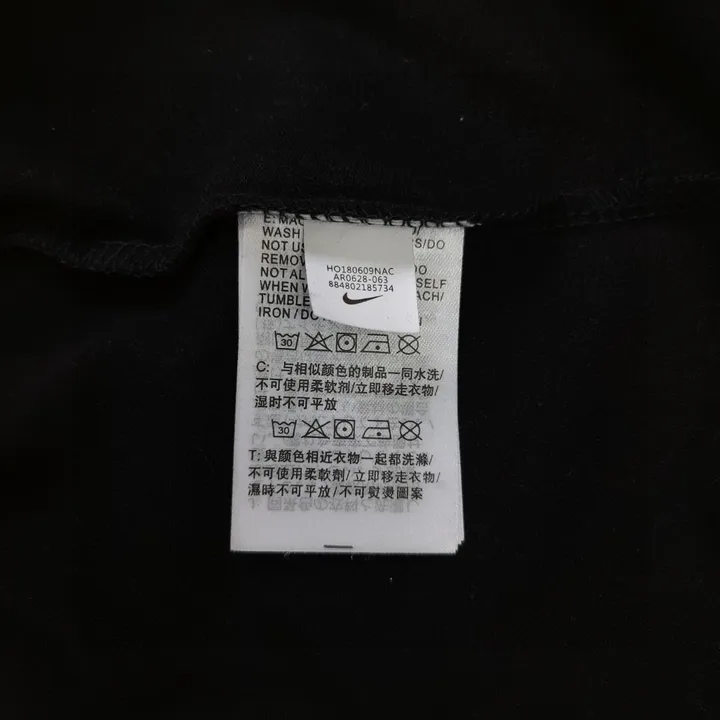 E: MAC
WASH
NOT US S/DO
REMOV DO
NOT AL SELF
WHEN W ACH/
TUMBLE
IRON/DO
HO180609NAC
AR0628-063
884802185734
30
C: 与相似颜色的制品一同水洗/
不可使用柔软剂/立即移走衣物/
湿时不可平放
30
T: 與顏色相近衣物一起都洗滌/
不可使用柔軟劑/立即移走衣物/
濕時不可平放/不可熨燙圖案